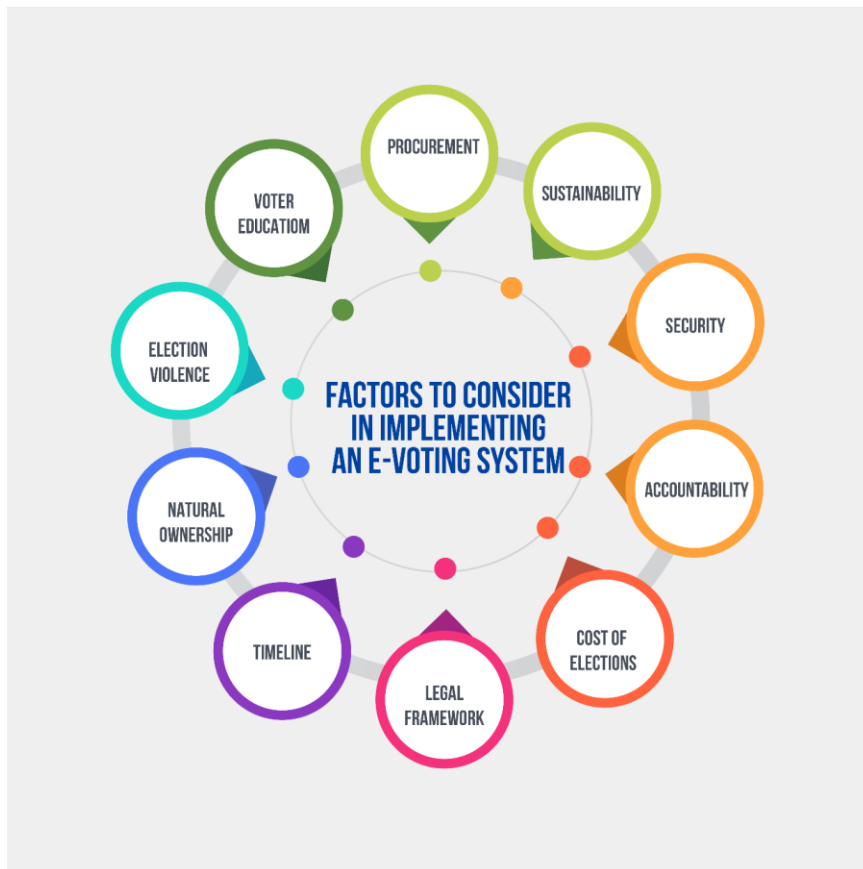 PROCUREMENT
SUSTAINABILITY
SECURITY
ACCOUNTABILITY
COST OF
ELECTIONS
LEGAL
FRAMEWORK
TIMELINE
NATURAL
OWNERSHIP
ELECTION
VIOLENCE
VOTER
EDUCATIOM
FACTORS TO CONSIDER
IN IMPLEMENTING
AN E-VOTING SYSTEM